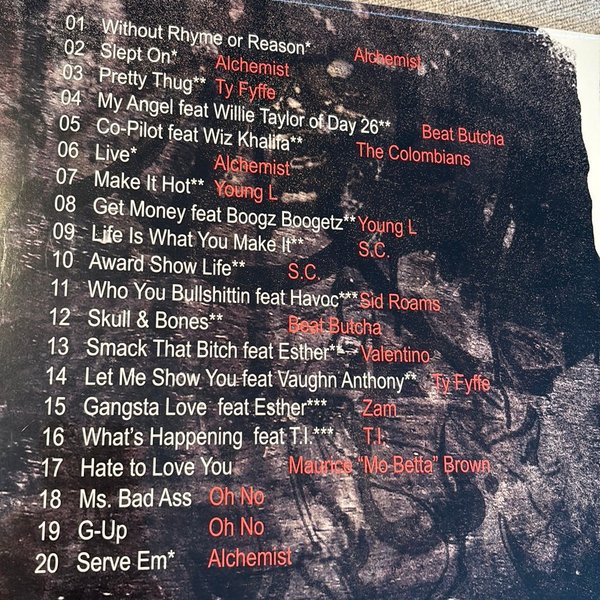 01 Without Rhyme or Reason* Alchemist
02 Slept On* Alchemist
03 Pretty Thug** Ty Fyffe
04 My Angel feat Willie Taylor of Day 26** Beat Butcha
05 Co-Pilot feat Wiz Khalifa** The Colombians
06 Live* Alchemist
07 Make It Hot** Young L
08 Get Money feat Boogz Boogetz** Young L
09 Life Is What You Make It** S.C.
10 Award Show Life** S.C.
11 Who You Bullshittin feat Havoc*** Sid Roams
12 Skull & Bones** Beat Butcha
13 Smack That Bitch feat Esther** Valentino
14 Let Me Show You feat Vaughn Anthony** Ty Fyffe
15 Gangsta Love feat Esther*** Zam
16 What's Happening feat T.I.*** T.I.
17 Hate to Love You Maurice "Mo Betta" Brown
18 Ms. Bad Ass Oh No
19 G-Up Oh No
20 Serve Em* Alchemist